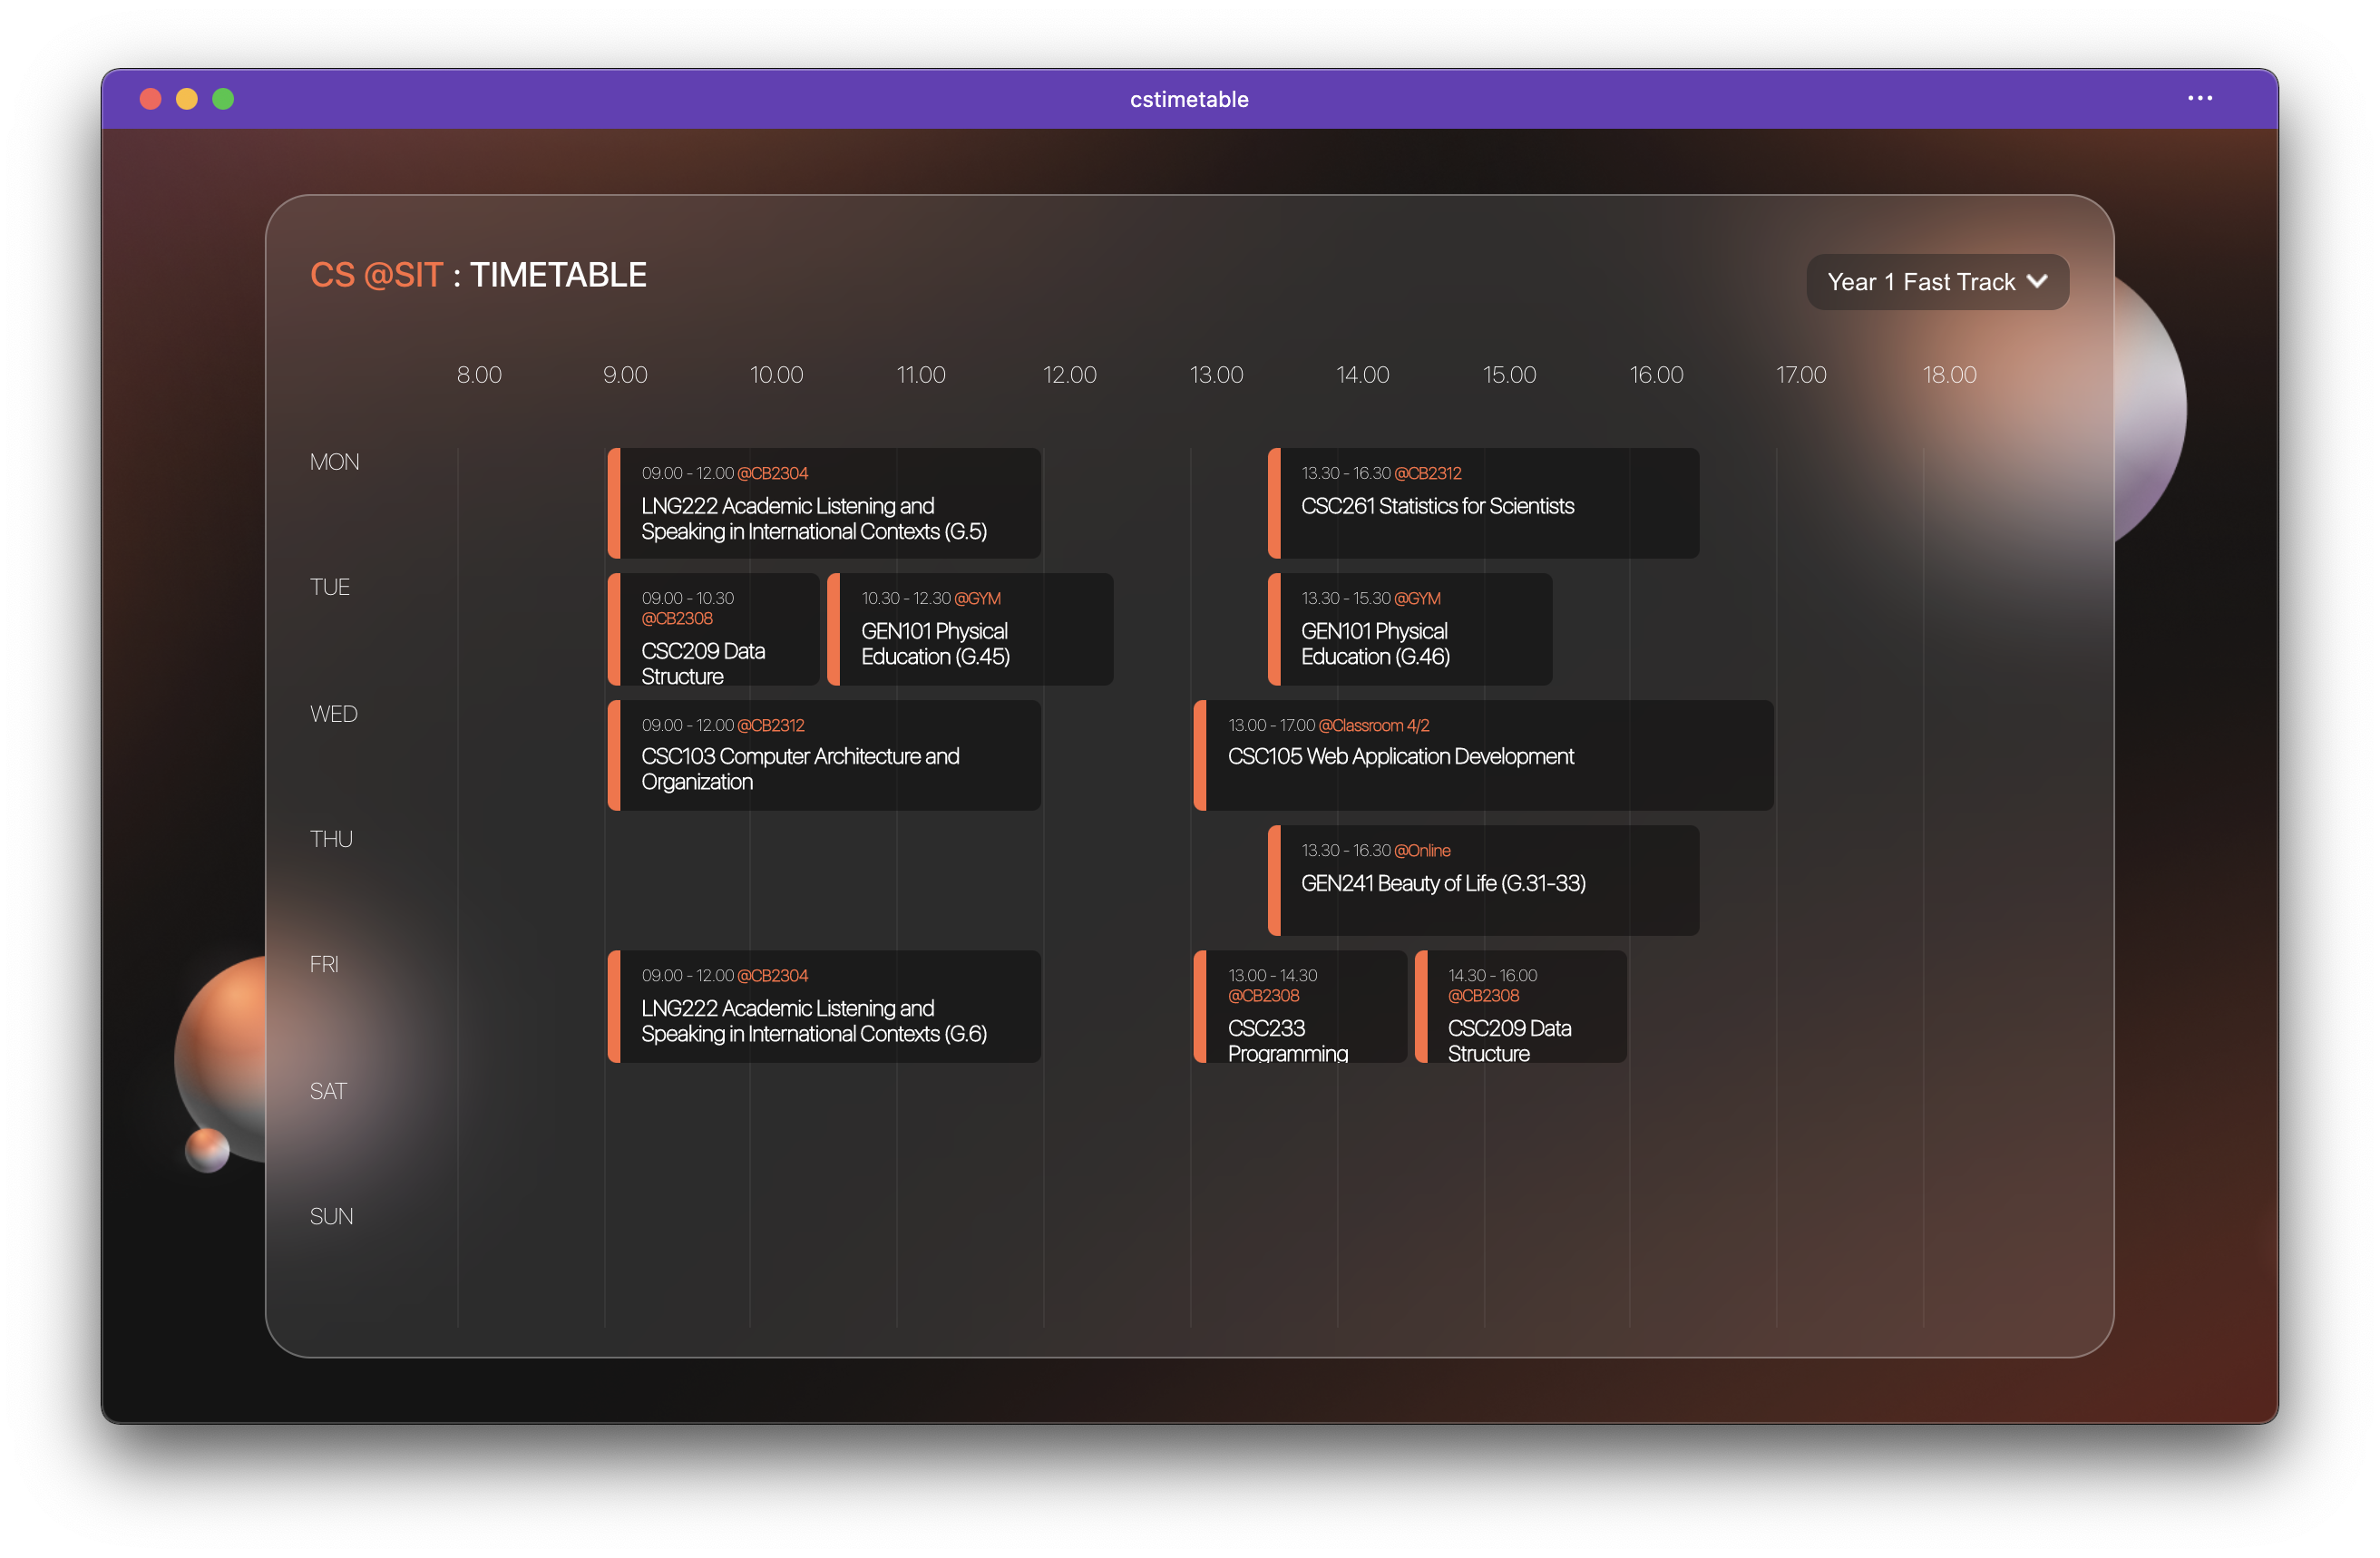 cstimetable
CS @SIT : TIMETABLE
Year 1 Fast Track
8.00 9.00 10.00 11.00 12.00 13.00 14.00 15.00 16.00 17.00 18.00
MON
09.00 - 12.00 @CB2304
LNG222 Academic Listening and
Speaking in International Contexts (G.5)
13.30 - 16.30 @CB2312
CSC261 Statistics for Scientists
TUE
09.00 - 10.30
@CB2308
CSC209 Data
Structure
10.30 - 12.30 @GYM
GEN101 Physical
Education (G.45)
13.30 - 15.30 @GYM
GEN101 Physical
Education (G.46)
WED
09.00 - 12.00 @CB2312
CSC103 Computer Architecture and
Organization
13.00 - 17.00 @Classroom 4/2
CSC105 Web Application Development
THU
13.30 - 16.30 @Online
GEN241 Beauty of Life (G.31-33)
FRI
09.00 - 12.00 @CB2304
LNG222 Academic Listening and
Speaking in International Contexts (G.6)
13.00 - 14.30
@CB2308
CSC233
Programming
14.30 - 16.00
@CB2308
CSC209 Data
Structure
SAT
SUN